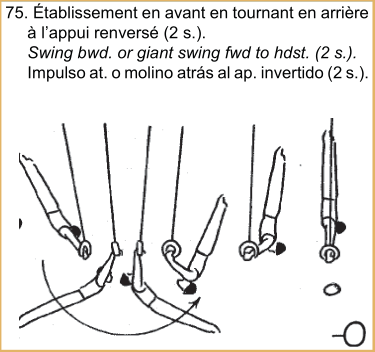 75. Établissement en avant en tournant en arrière
à l'appui renversé (2 s.).
Swing bwd. or giant swing fwd to hdst. (2 s.).
Impulso at. o molino atrás al ap. invertido (2 s.).